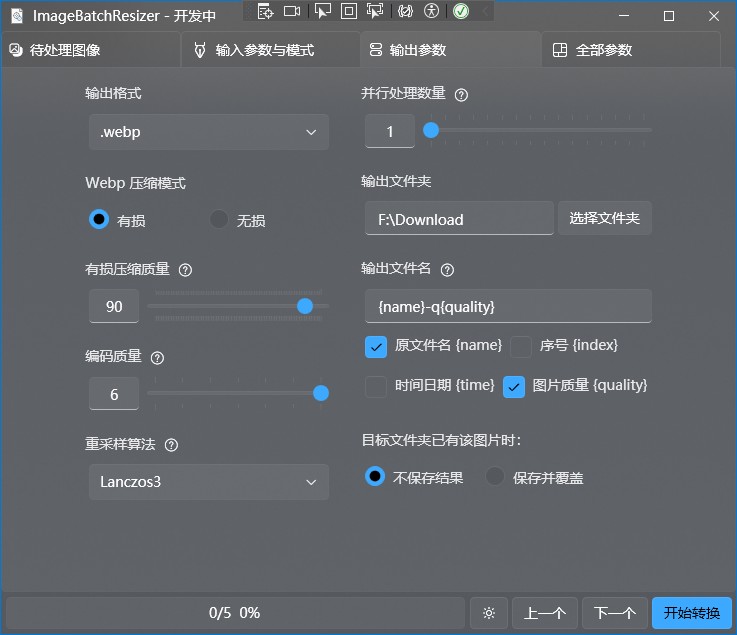 ImageBatchResizer - 开发中
待处理图像
输入参数与模式
输出参数
全部参数
输出格式
.webp
Webp 压缩模式
有损
无损
有损压缩质量
90
编码质量
6
重采样算法
Lanczos3
并行处理数量
1
输出文件夹
F:\Download
选择文件夹
输出文件名
{name}-q{quality}
原文件名 {name}
序号 {index}
时间日期 {time}
图片质量 {quality}
目标文件夹已有该图片时：
不保存结果
保存并覆盖
0/5 0%
上一个
下一个
开始转换